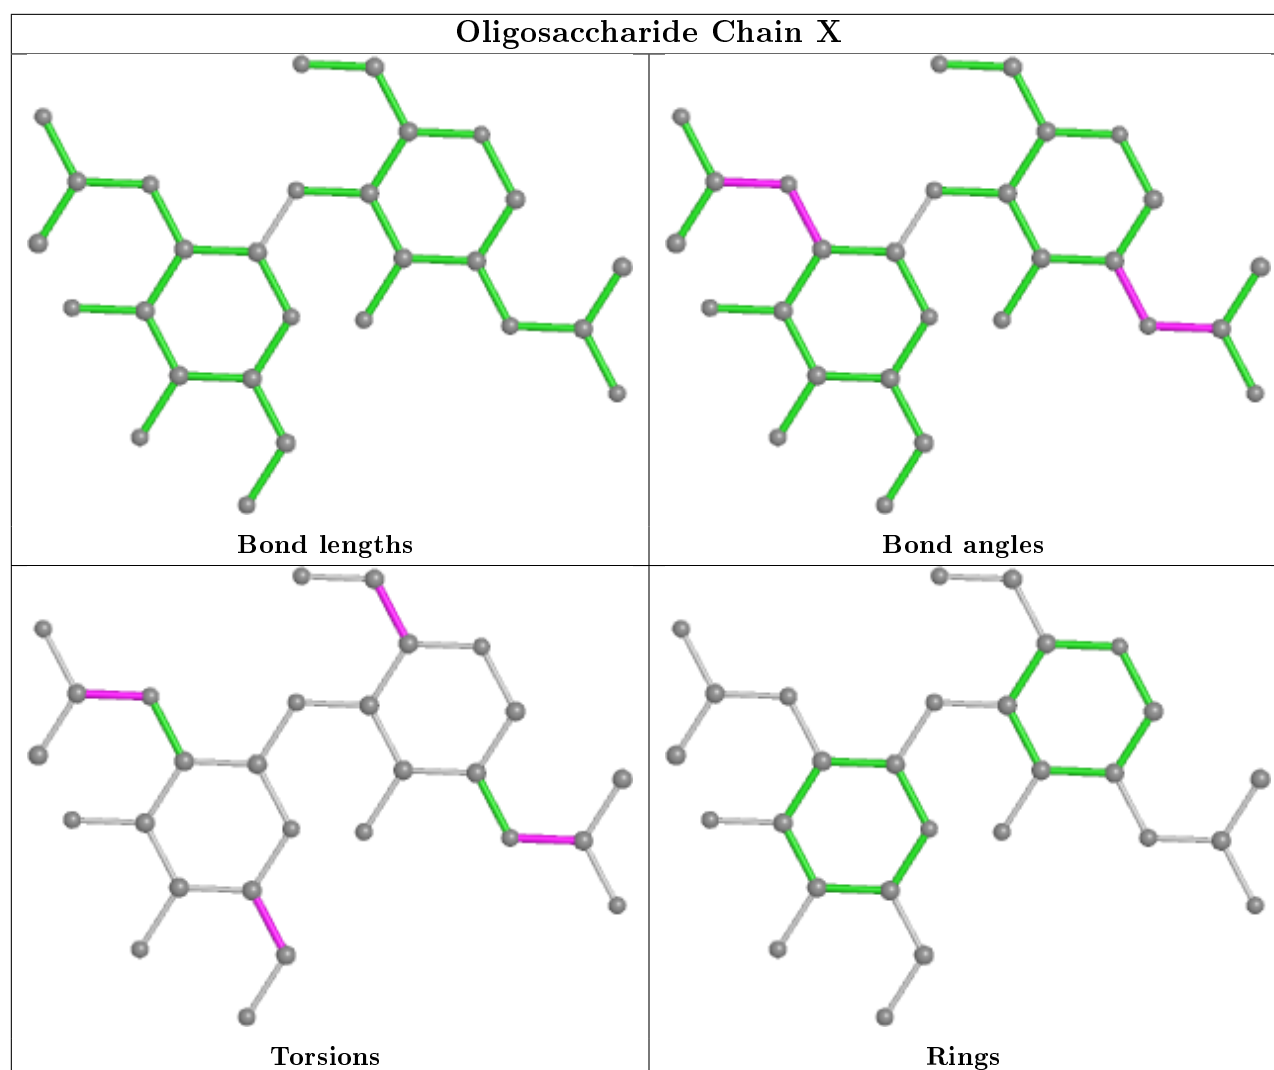 Oligosaccharide Chain X
Bond lengths
Bond angles
Torsions
Rings